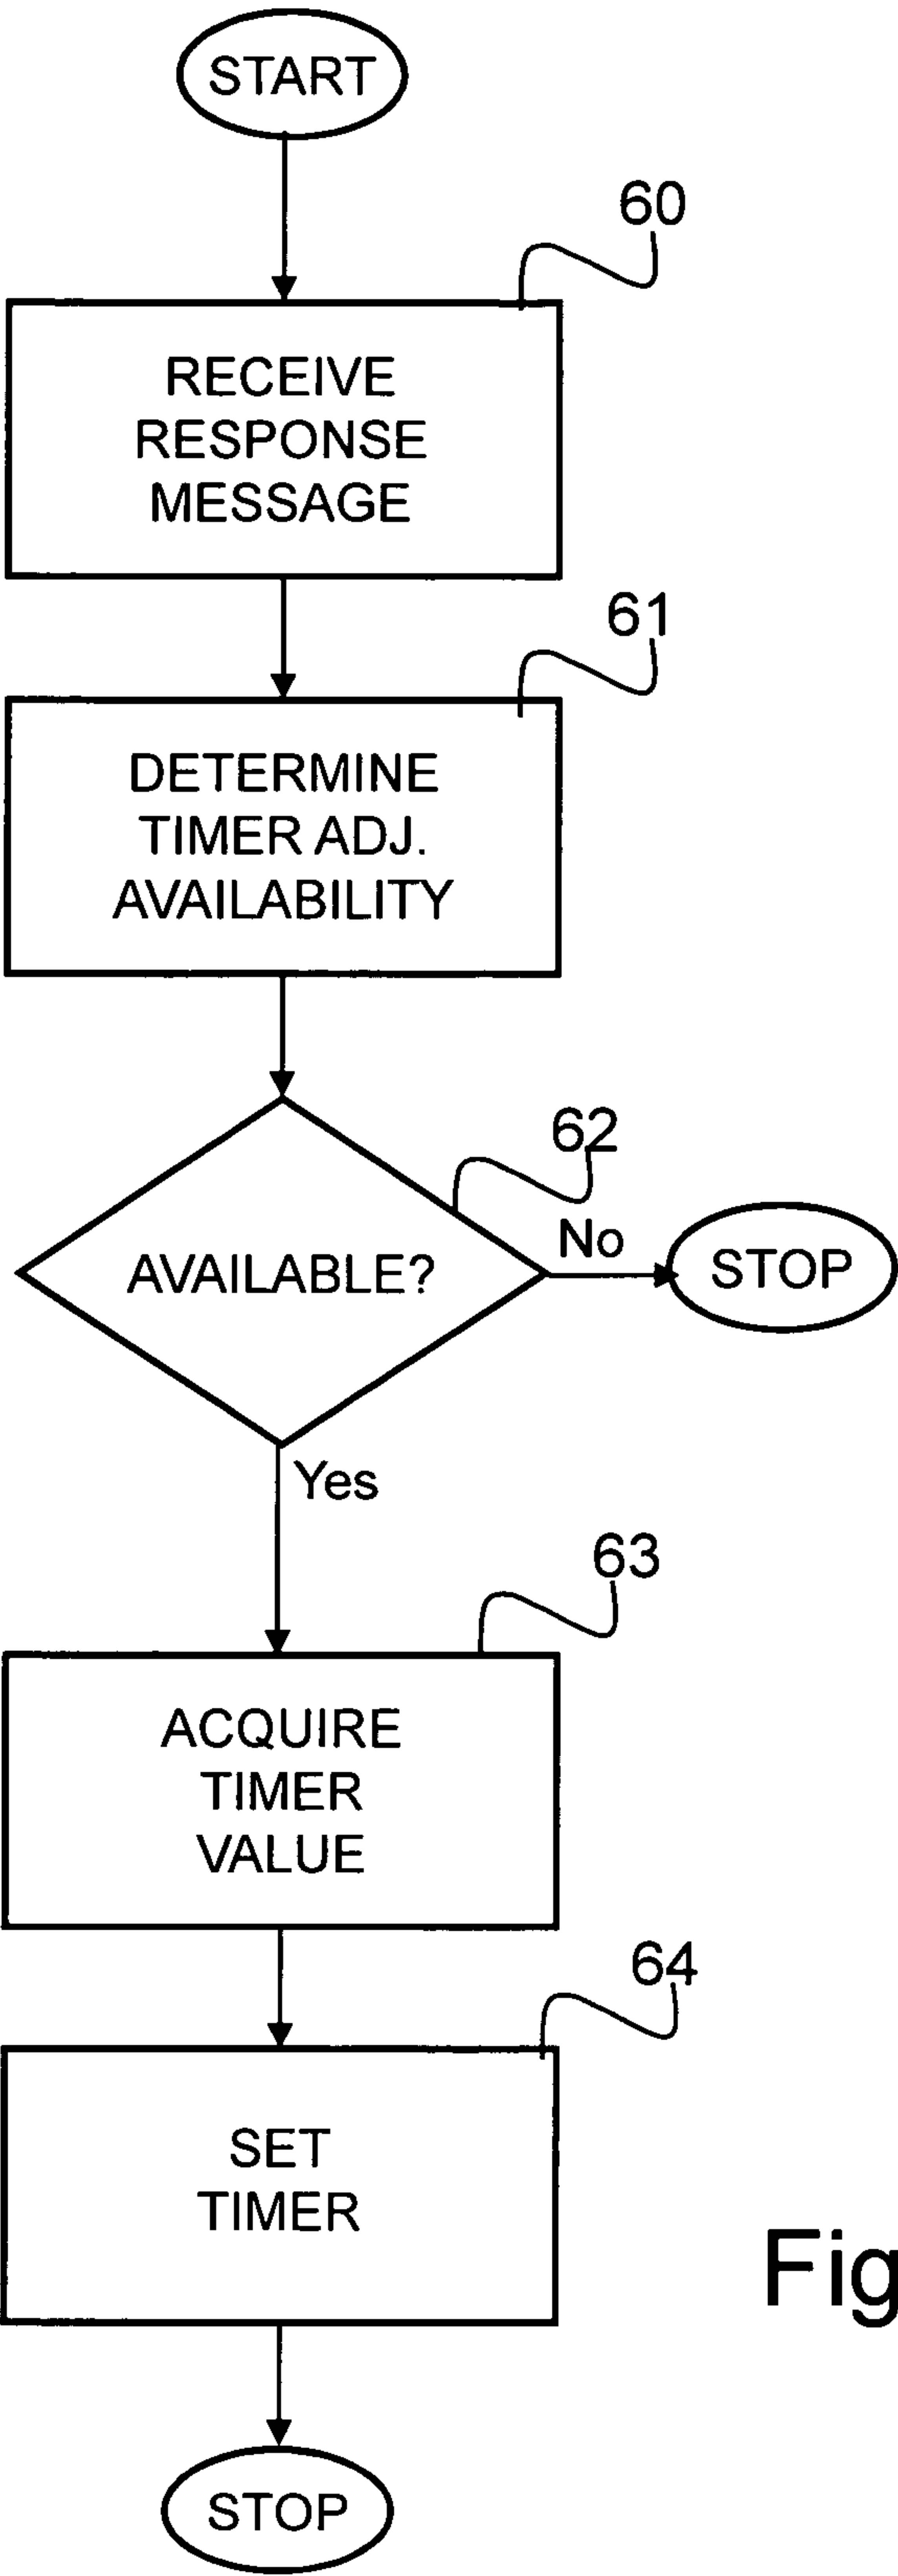 START
60
RECEIVE
RESPONSE
MESSAGE
61
DETERMINE
TIMER ADJ.
AVAILABILITY
62
AVAILABLE?
No
STOP
Yes
63
ACQUIRE
TIMER
VALUE
64
SET
TIMER
Fig
STOP